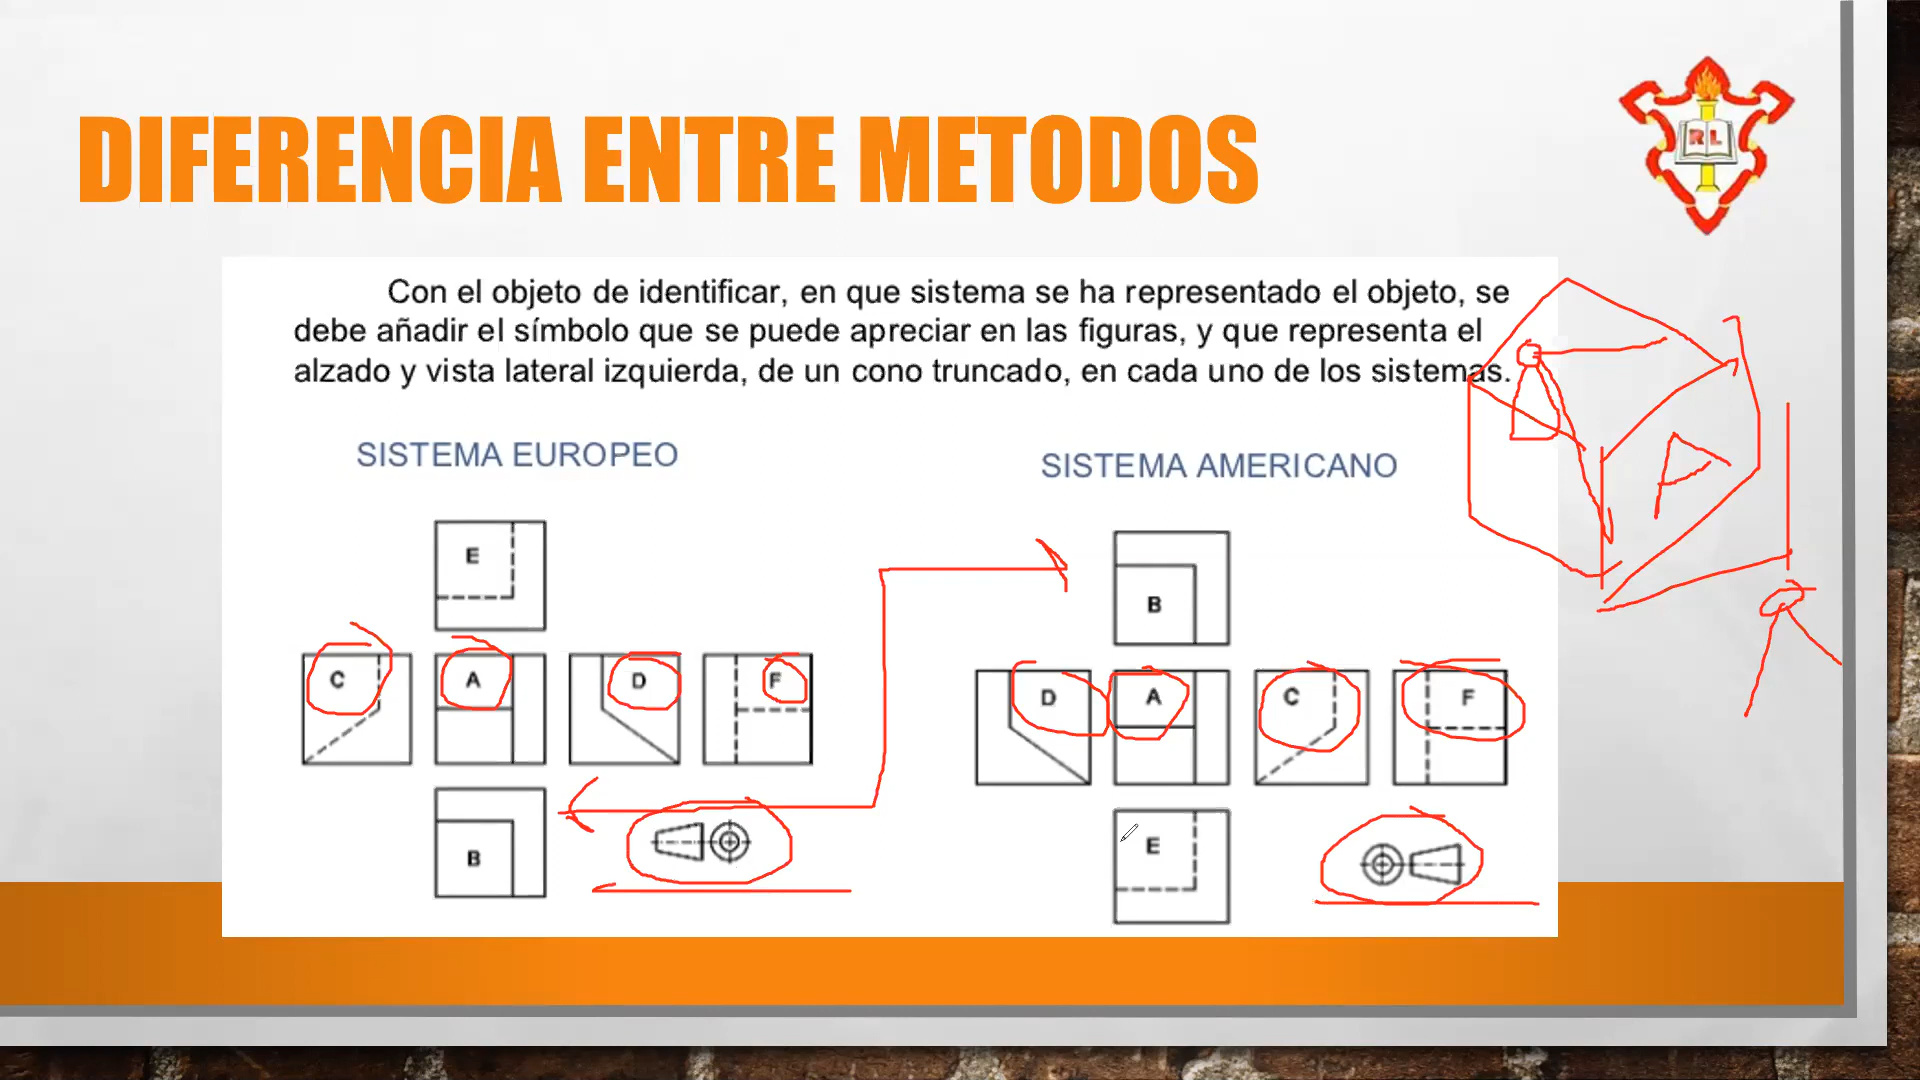 DIFERENCIA ENTRE METODOS
RL
Con el objeto de identificar, en que sistema se ha representado el objeto, se
debe añadir el símbolo que se puede apreciar en las figuras, y que representa el
alzado y vista lateral izquierda, de un cono truncado, en cada uno de los sistemas.
SISTEMA EUROPEO
E
C A D F
B
SISTEMA AMERICANO
B
D A C F
E
P